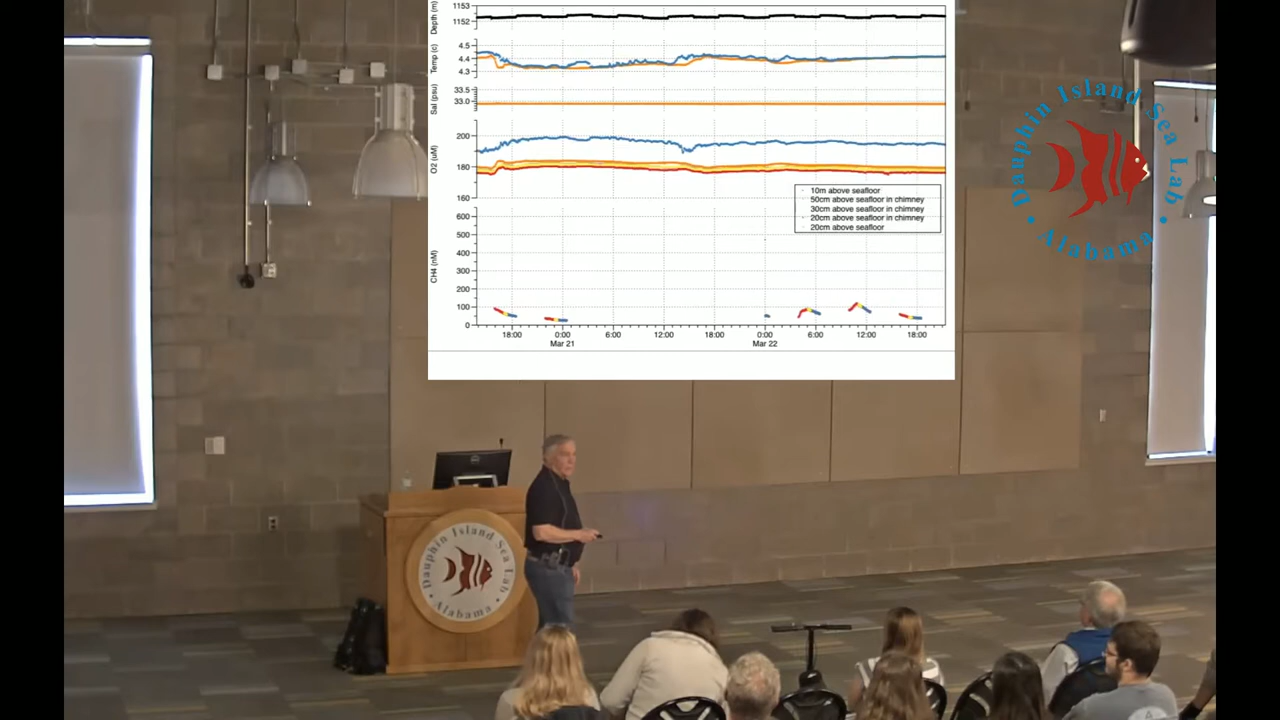 1153
1152
Depth (m)
4.5
4.4
4.3
Temp (c)
33.5
33.0
Sal (psu)
200
180
160
O2 (uM)
10m above seafloor
50cm above seafloor in chimney
30cm above seafloor in chimney
20cm above seafloor in chimney
20cm above seafloor
600
500
400
300
200
100
0
CH4 (nM)
18:00 0:00 6:00 12:00 18:00 0:00 6:00 12:00 18:00
Mar 21 Mar 22
Dauphin Island Sea Lab
• Alabama •
Dauphin Island Sea Lab
• Alabama •